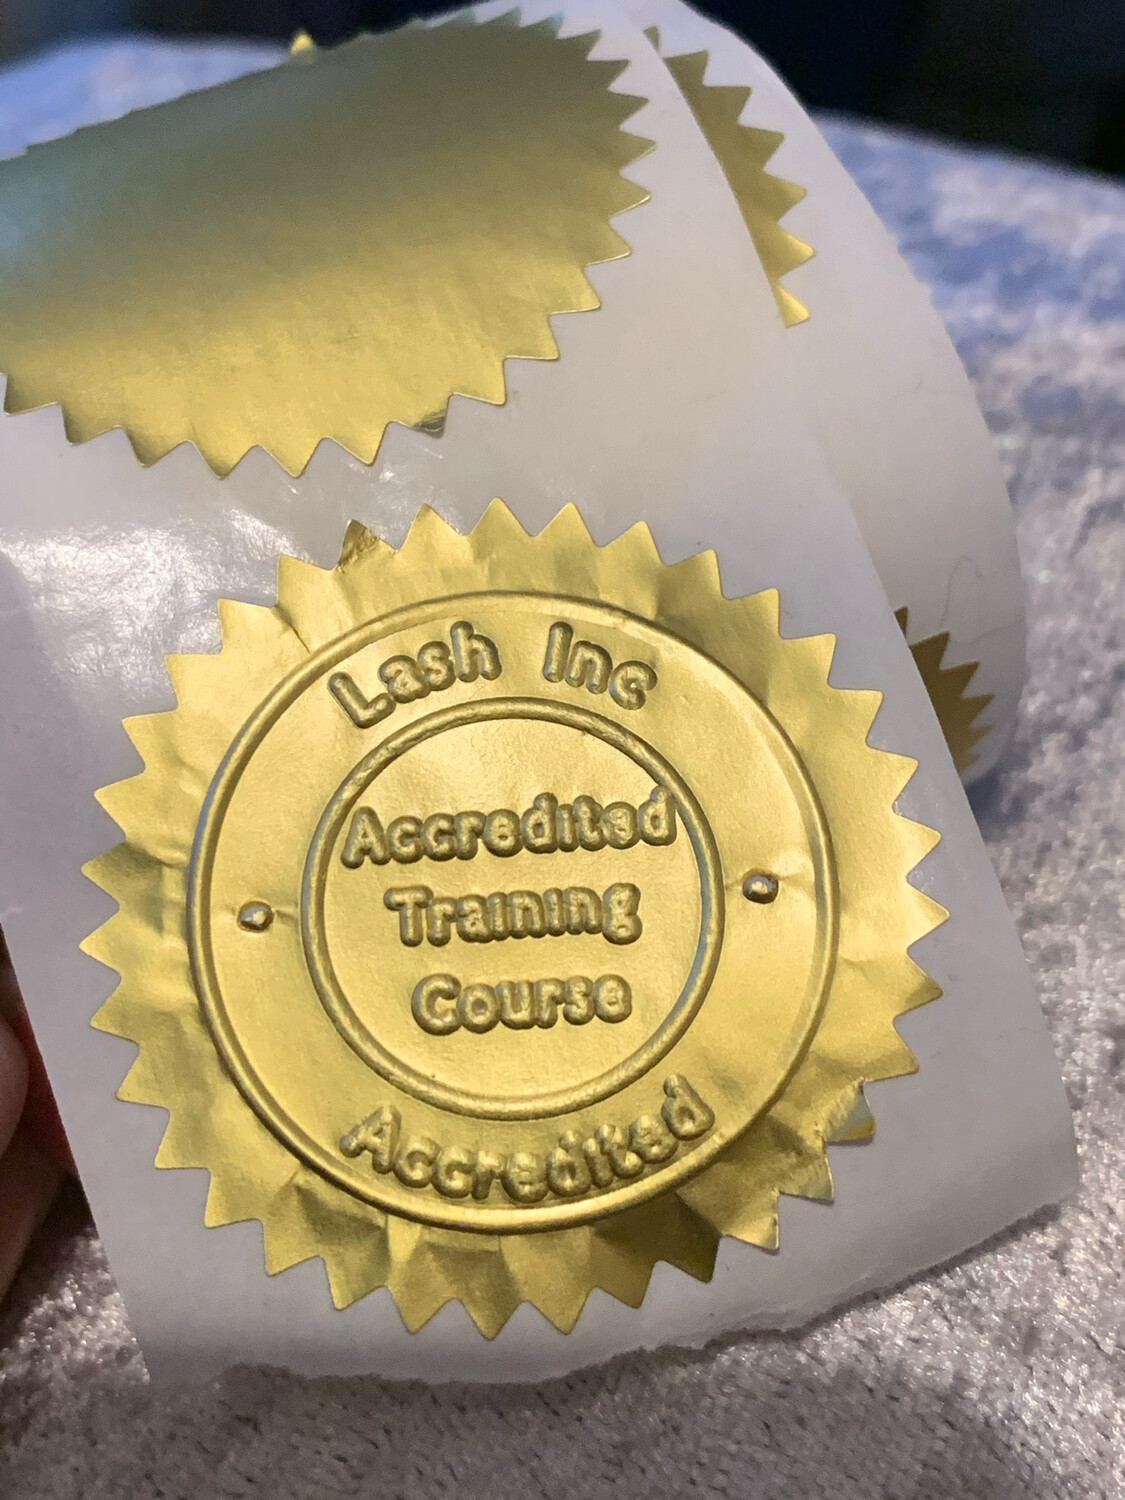 Lash Inc
Accredited
Training
Course
Accredited